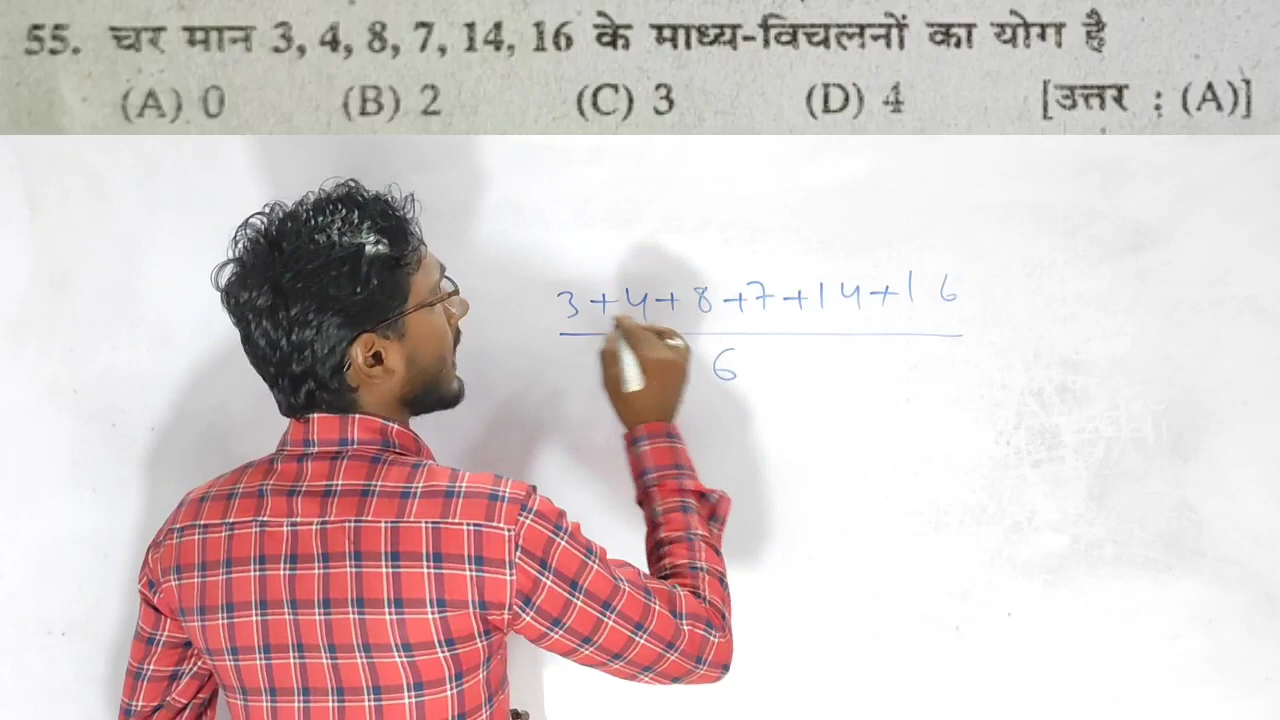 55. चर मान 3, 4, 8, 7, 14, 16 के माध्य-विचलनों का योग है
(A) 0 (B) 2 (C) 3 (D) 4 [उत्तर : (A)]
3+4+8+7+14+16
6